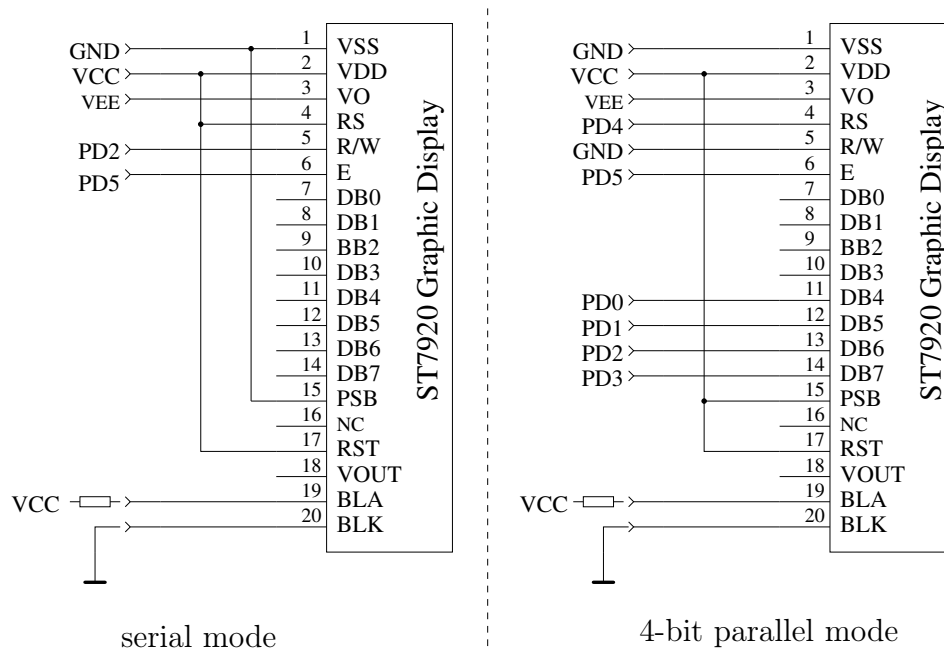 GND 1 VSS
VCC 2 VDD
VEE 3 VO
4 RS
PD2 5 R/W
PD5 6 E
7 DB0
8 DB1
9 BB2
10 DB3
11 DB4
12 DB5
13 DB6
14 DB7
15 PSB
16 NC
17 RST
18 VOUT
VCC 19 BLA
20 BLK
ST7920 Graphic Display
serial mode
GND 1 VSS
VCC 2 VDD
VEE 3 VO
PD4 4 RS
GND 5 R/W
PD5 6 E
7 DB0
8 DB1
9 BB2
10 DB3
PD0 11 DB4
PD1 12 DB5
PD2 13 DB6
PD3 14 DB7
15 PSB
16 NC
17 RST
18 VOUT
VCC 19 BLA
20 BLK
ST7920 Graphic Display
4-bit parallel mode